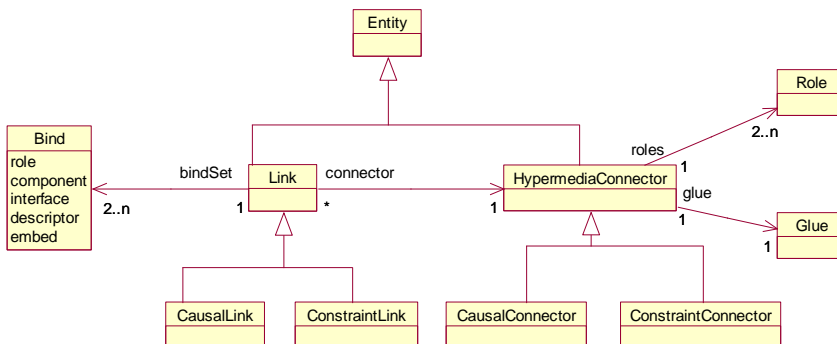 Entity
Role
Bind
role
component
interface
descriptor
embed
bindSet
2..n
1
Link
connector
*
1
HypermediaConnector
roles
1
2..n
glue
1
1
Glue
CausalLink
ConstraintLink
CausalConnector
ConstraintConnector